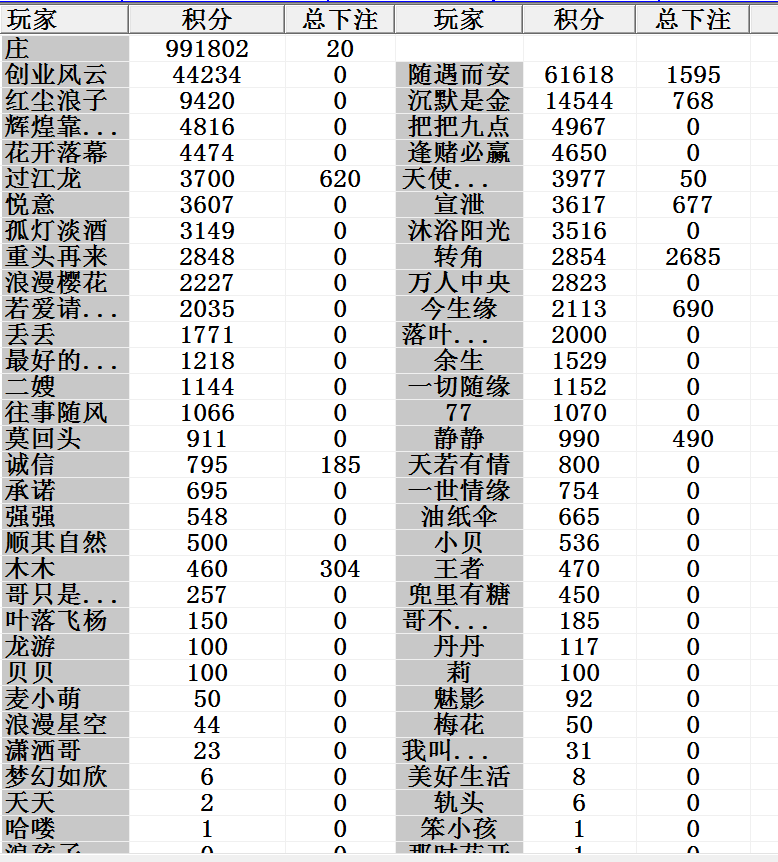 玩家 积分 总下注 玩家 积分 总下注
庄 991802 20
创业风云 44234 0 随遇而安 61618 1595
红尘浪子 9420 0 沉默是金 14544 768
辉煌靠... 4816 0 把把九点 4967 0
花开落幕 4474 0 逢赌必赢 4650 0
过江龙 3700 620 天使... 3977 50
悦意 3607 0 宣泄 3617 677
孤灯淡酒 3149 0 沐浴阳光 3516 0
重头再来 2848 0 转角 2854 2685
浪漫樱花 2227 0 万人中央 2823 0
若爱请... 2035 0 今生缘 2113 690
丢丢 1771 0 落叶... 2000 0
最好的... 1218 0 余生 1529 0
二嫂 1144 0 一切随缘 1152 0
往事随风 1066 0 77 1070 0
莫回头 911 0 静静 990 490
诚信 795 185 天若有情 800 0
承诺 695 0 一世情缘 754 0
强强 548 0 油纸伞 665 0
顺其自然 500 0 小贝 536 0
木木 460 304 王者 470 0
哥只是... 257 0 兜里有糖 450 0
叶落飞杨 150 0 哥不... 185 0
龙游 100 0 丹丹 117 0
贝贝 100 0 莉 100 0
麦小萌 50 0 魅影 92 0
浪漫星空 44 0 梅花 50 0
潇洒哥 23 0 我叫... 31 0
梦幻如欣 6 0 美好生活 8 0
天天 2 0 轨头 6 0
哈喽 1 0 笨小孩 1 0